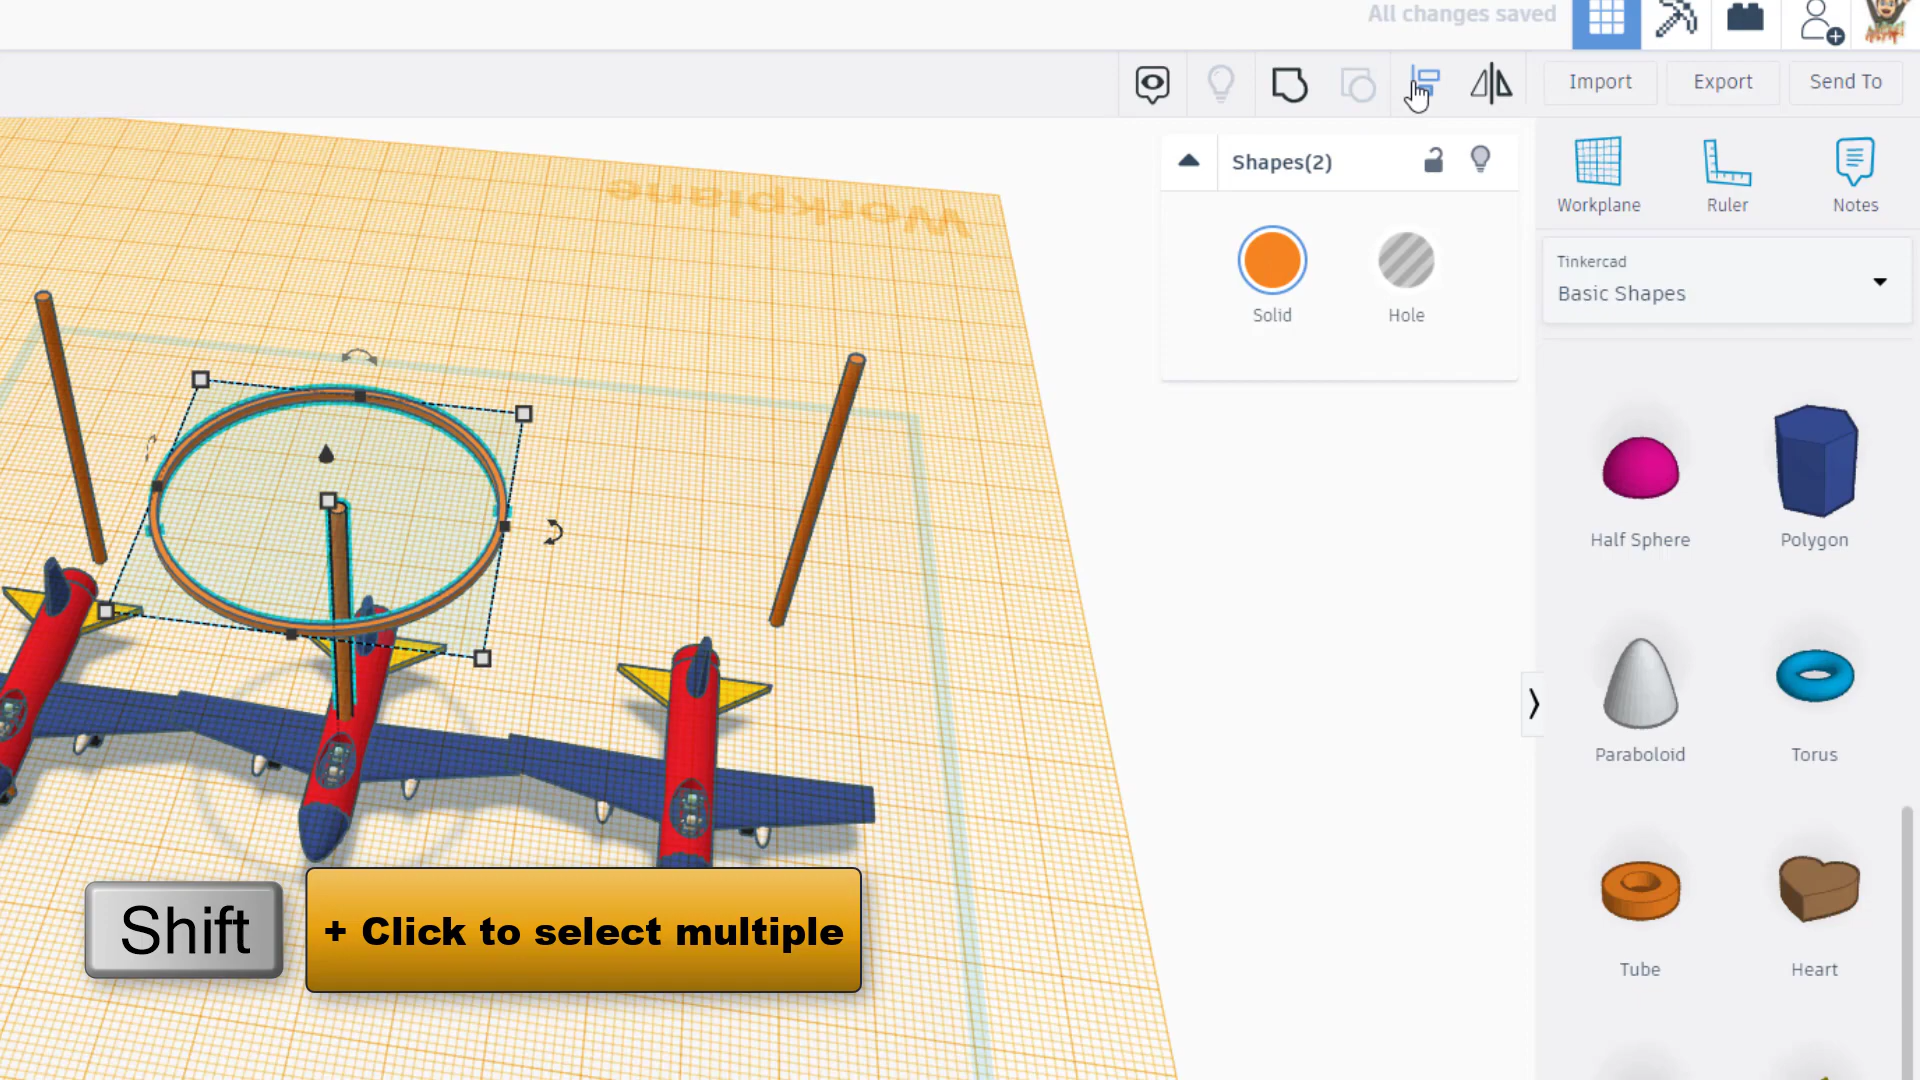 All changes saved
Import
Export
Send To
Shapes(2)
Solid
Hole
Workplane
Ruler
Notes
Tinkercad
Basic Shapes
Workplane
Half Sphere
Polygon
Paraboloid
Torus
Tube
Heart
Shift
+ Click to select multiple